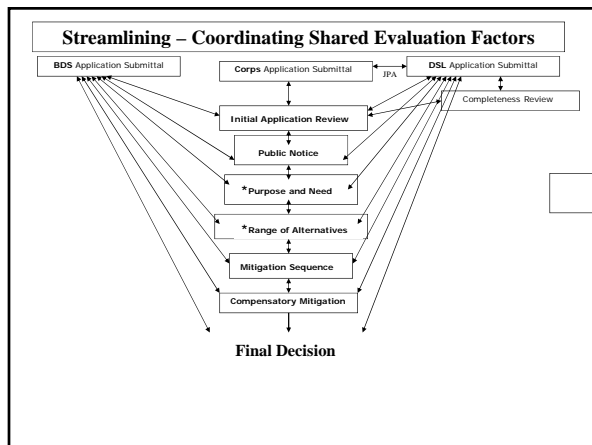 Streamlining – Coordinating Shared Evaluation Factors
BDS Application Submittal
Corps Application Submittal
JPA
DSL Application Submittal
Completeness Review
Initial Application Review
Public Notice
*Purpose and Need
*Range of Alternatives
Mitigation Sequence
Compensatory Mitigation
Final Decision